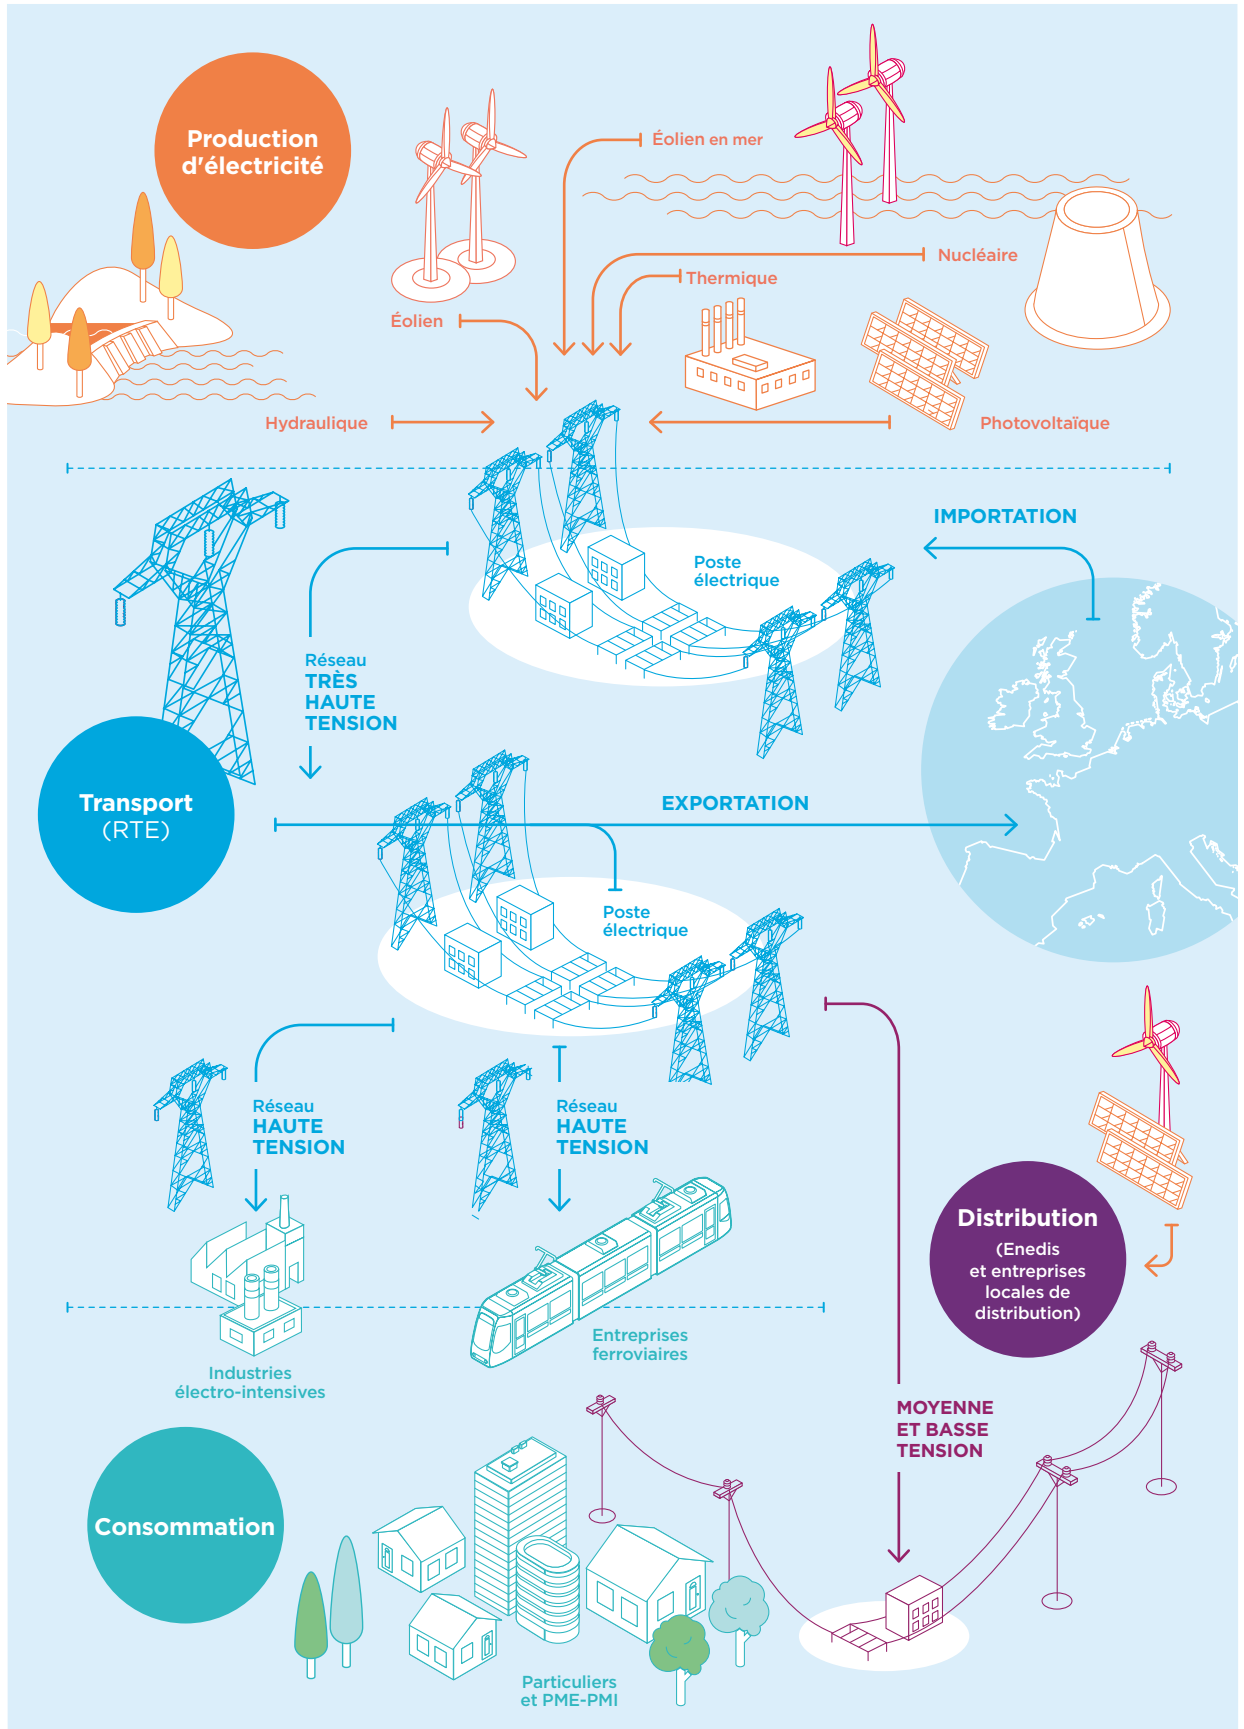 Production
d'électricité
Éolien en mer
Nucléaire
Thermique
Éolien
Hydraulique
Photovoltaïque
IMPORTATION
Poste
électrique
Réseau
TRÈS
HAUTE
TENSION
Transport
(RTE)
EXPORTATION
Poste
électrique
Réseau
HAUTE
TENSION
Réseau
HAUTE
TENSION
Distribution
(Enedis
et entreprises
locales de
distribution)
Entreprises
ferroviaires
Industries
électro-intensives
MOYENNE
ET BASSE
TENSION
Consommation
Particuliers
et PME-PMI